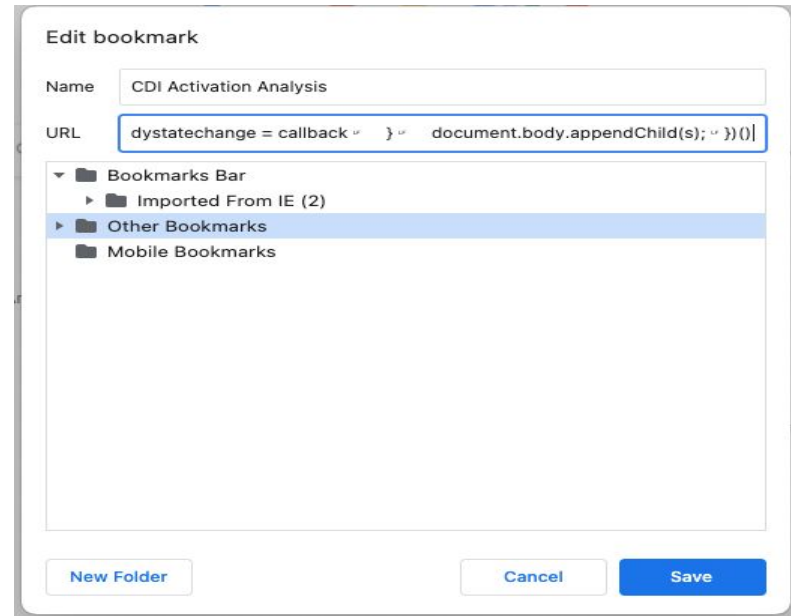 Edit bookmark
Name CDI Activation Analysis
URL dystatechange = callback } document.body.appendChild(s); })()
Bookmarks Bar
Imported From IE (2)
Other Bookmarks
Mobile Bookmarks
New Folder Cancel Save